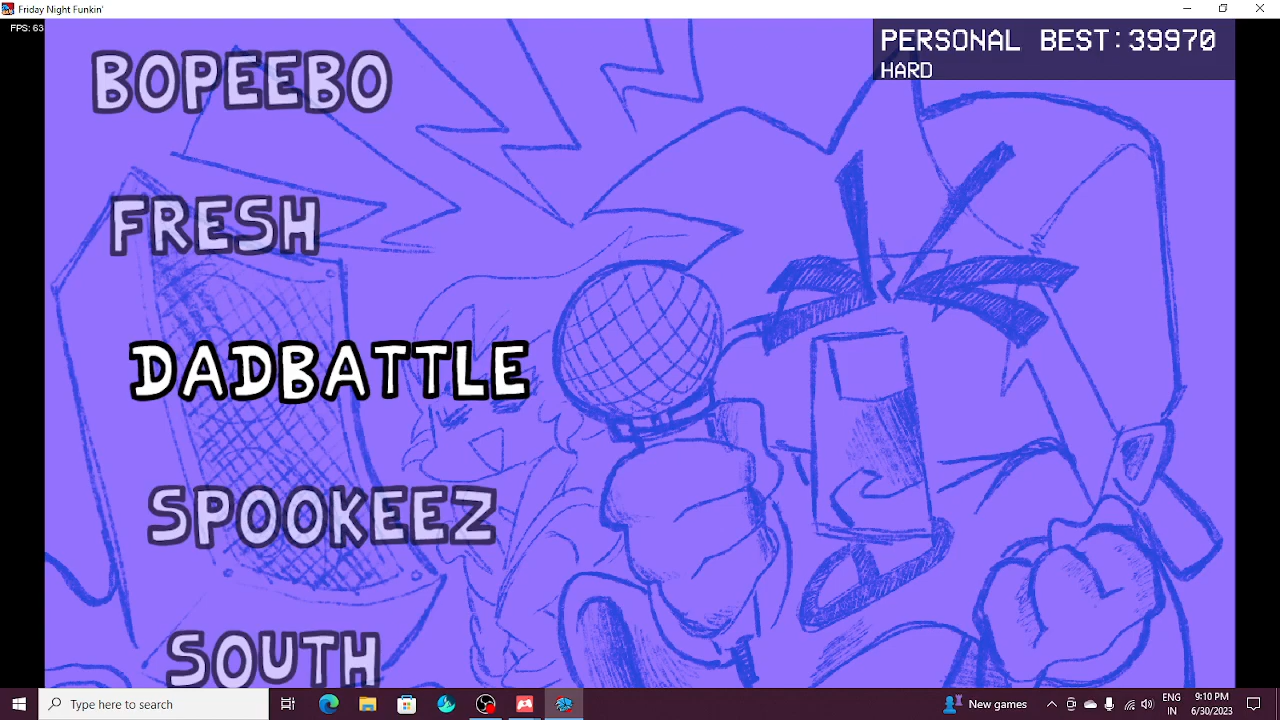 Friday Night Funkin'
FPS: 63
PERSONAL BEST:39970
HARD
BOPEEBO
FRESH
DADBATTLE
SPOOKEEZ
SOUTH
Type here to search
New games
ENG
IN
9:10 PM
6/30/2023